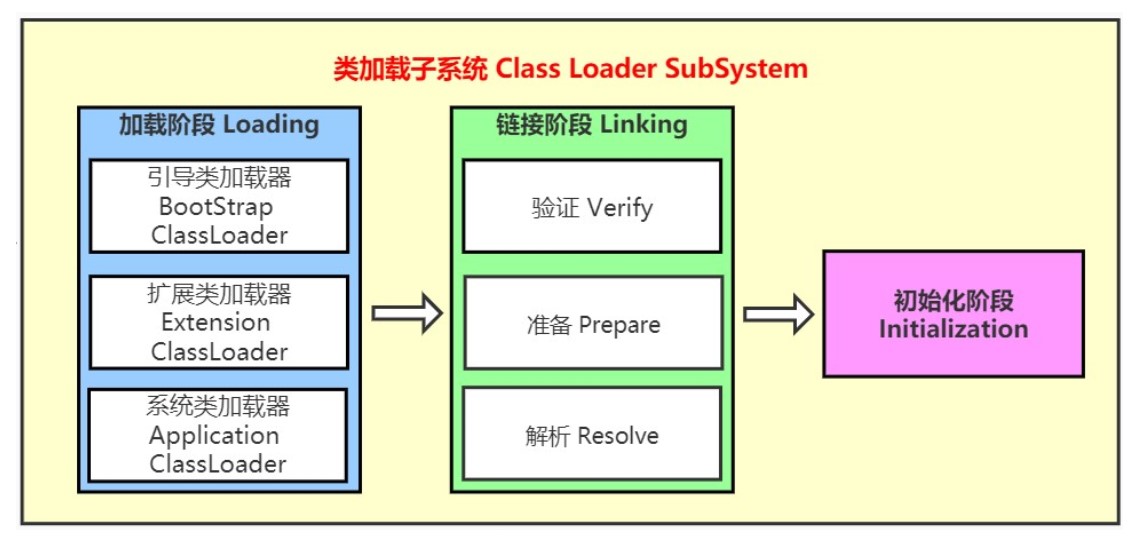 类加载子系统 Class Loader SubSystem
加载阶段 Loading
引导类加载器
BootStrap
ClassLoader
扩展类加载器
Extension
ClassLoader
系统类加载器
Application
ClassLoader
链接阶段 Linking
验证 Verify
准备 Prepare
解析 Resolve
初始化阶段
Initialization